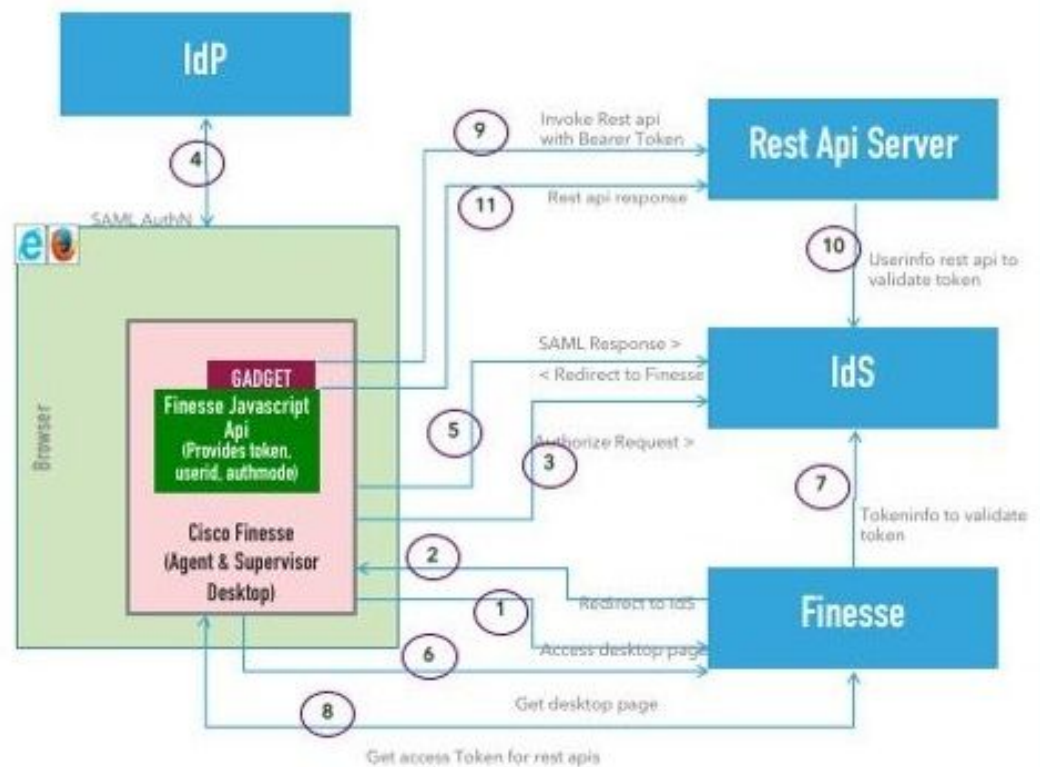 IdP
4
SAML AuthN
9
Invoke Rest api
with Bearer Token
11
Rest api response
Rest Api Server
10
Userinfo rest api to
validate token
Browser
GADGET
Finesse Javascript
Api
(Provides token,
userid, authmode)
Cisco Finesse
(Agent & Supervisor
Desktop)
SAML Response >
< Redirect to Finesse
5
Authorize Request >
3
IdS
7
Tokeninfo to validate
token
2
Redirect to IdS
1
Access desktop page
Finesse
6
Get desktop page
8
Get access Token for rest apis